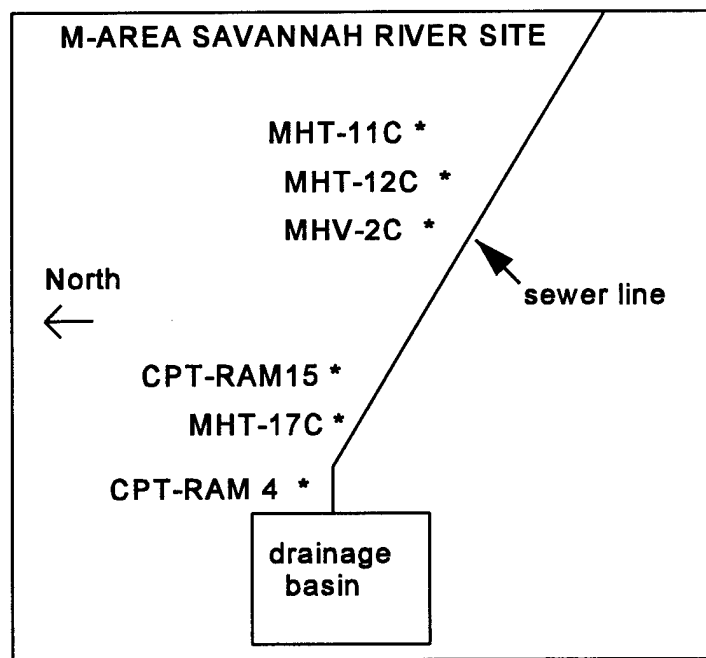 M-AREA SAVANNAH RIVER SITE
MHT-11C *
MHT-12C *
MHV-2C *
North
sewer line
CPT-RAM15 *
MHT-17C *
CPT-RAM 4 *
drainage
basin